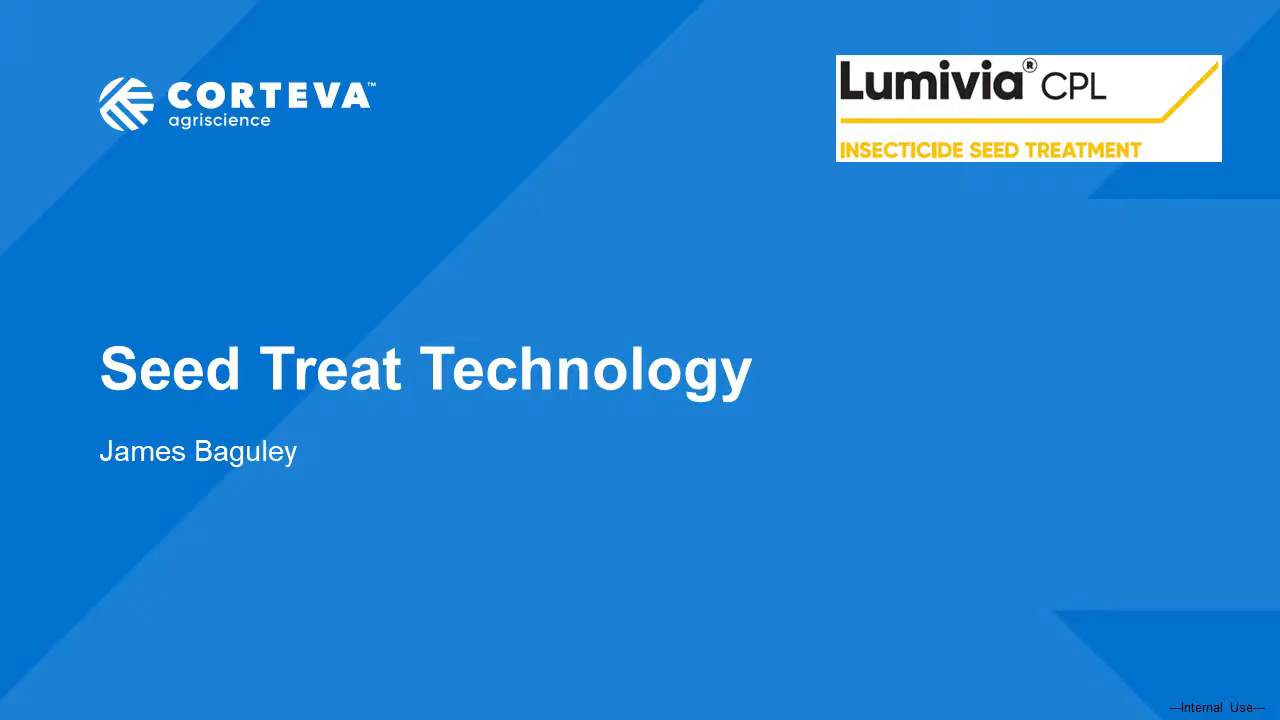 CORTEVA™
agriscience
Lumivia® CPL
INSECTICIDE SEED TREATMENT
Seed Treat Technology
James Baguley
—Internal Use—